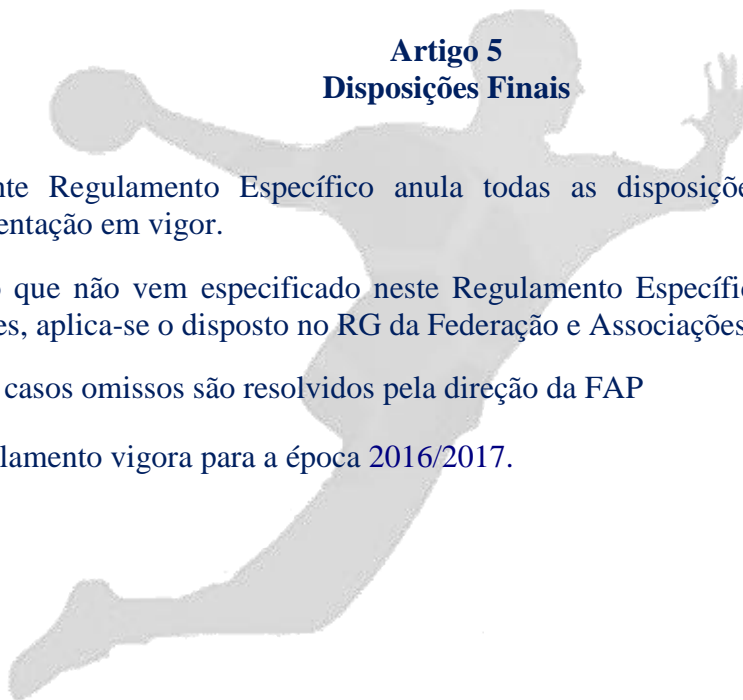 Artigo 5
Disposições Finais
nte Regulamento Específico anula todas as disposiçõe
entação em vigor.
que não vem especificado neste Regulamento Específic
es, aplica-se o disposto no RG da Federação e Associações
casos omissos são resolvidos pela direção da FAP
lamento vigora para a época 2016/2017.